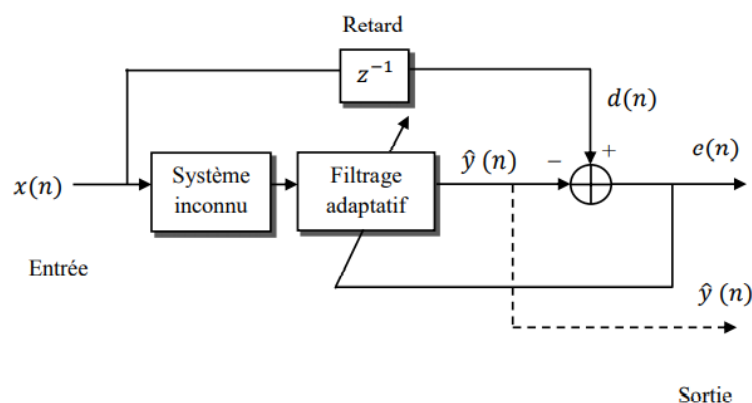 Retard
z⁻¹
d(n)
x(n)
Système
inconnu
Filtrage
adaptatif
ŷ (n)
−
+
e(n)
Entrée
ŷ (n)
Sortie